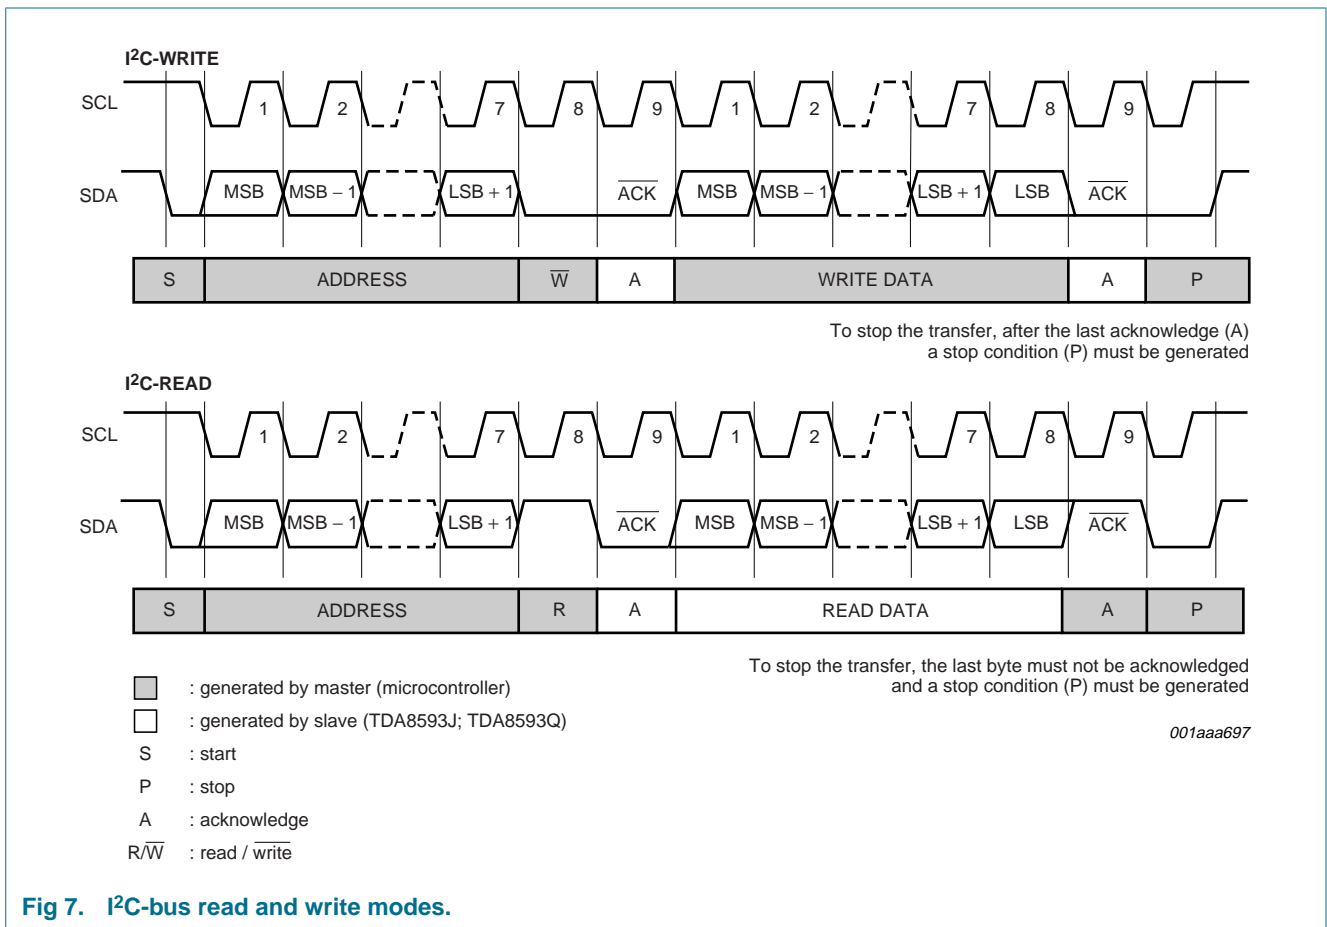 I²C-WRITE
SCL 1 2 7 8 9 1 2 7 8 9
SDA MSB MSB − 1 LSB + 1 A̅C̅K̅ MSB MSB − 1 LSB + 1 LSB A̅C̅K̅
S ADDRESS W̅ A WRITE DATA A P
To stop the transfer, after the last acknowledge (A)
a stop condition (P) must be generated
I²C-READ
SCL 1 2 7 8 9 1 2 7 8 9
SDA MSB MSB − 1 LSB + 1 A̅C̅K̅ MSB MSB − 1 LSB + 1 LSB A̅C̅K̅
S ADDRESS R A READ DATA A P
To stop the transfer, the last byte must not be acknowledged
and a stop condition (P) must be generated
: generated by master (microcontroller)
: generated by slave (TDA8593J; TDA8593Q)
001aaa697
S : start
P : stop
A : acknowledge
R/W̅ : read / w̅r̅i̅t̅e̅
Fig 7. I²C-bus read and write modes.